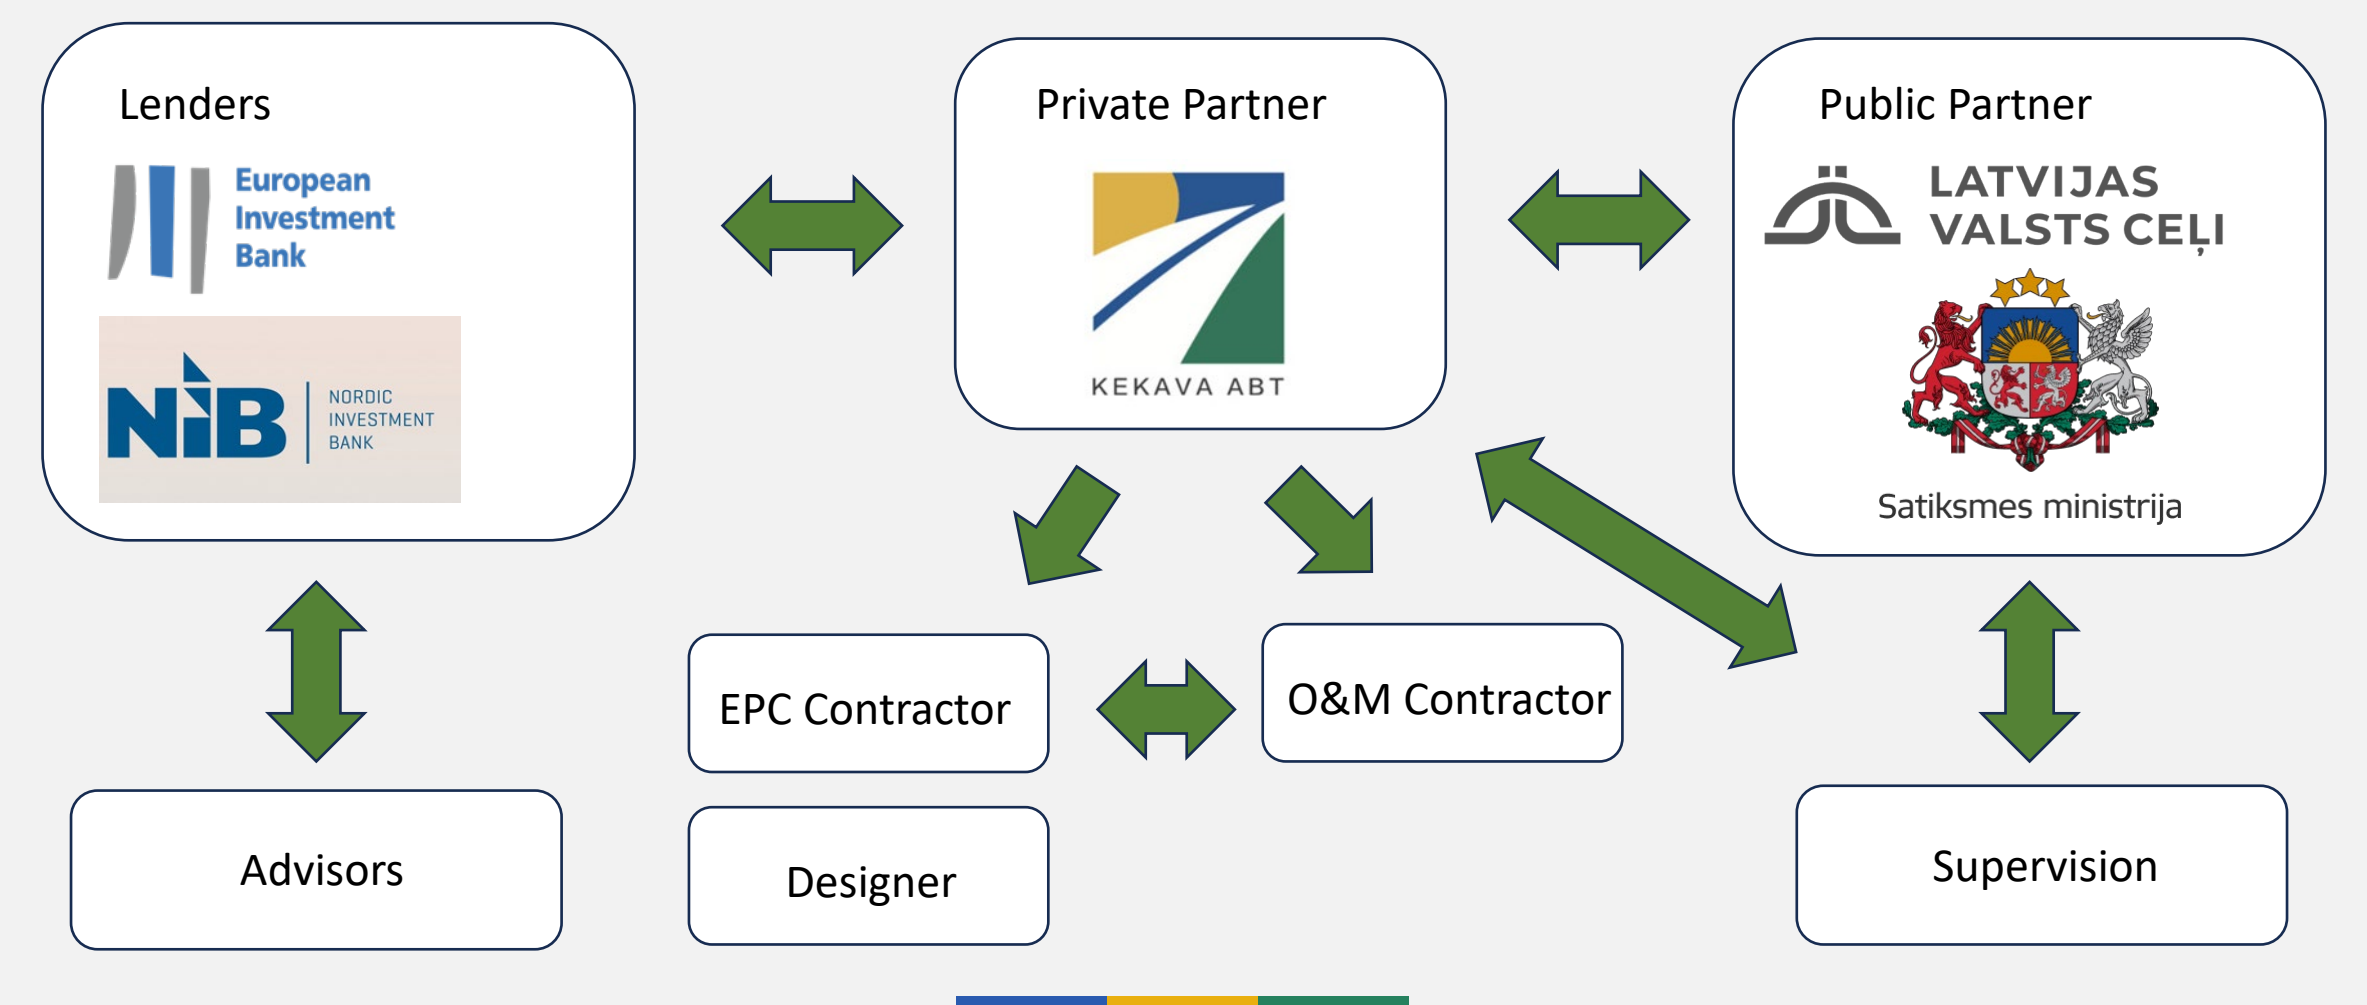 Lenders
European
Investment
Bank
NiB
NORDIC
INVESTMENT
BANK
Private Partner
KEKAVA ABT
Public Partner
LATVIJAS
VALSTS CEĻI
Satiksmes ministrija
EPC Contractor
O&M Contractor
Advisors
Designer
Supervision